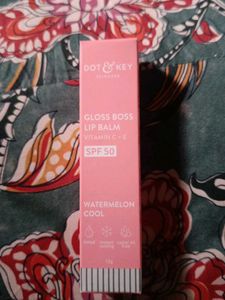 DOT & KEY
SKINCARE
GLOSS BOSS
LIP BALM
VITAMIN C + E
SPF 50
WATERMELON
COOL